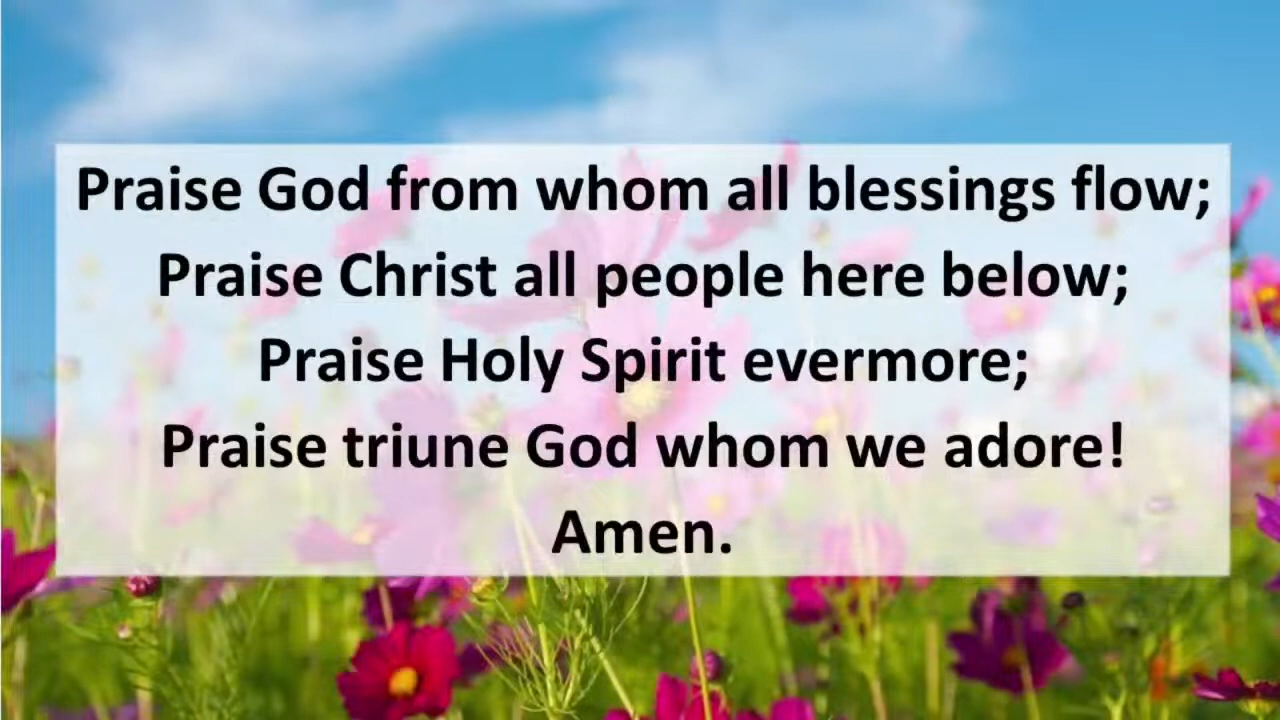 Praise God from whom all blessings flow;
Praise Christ all people here below;
Praise Holy Spirit evermore;
Praise triune God whom we adore!
Amen.